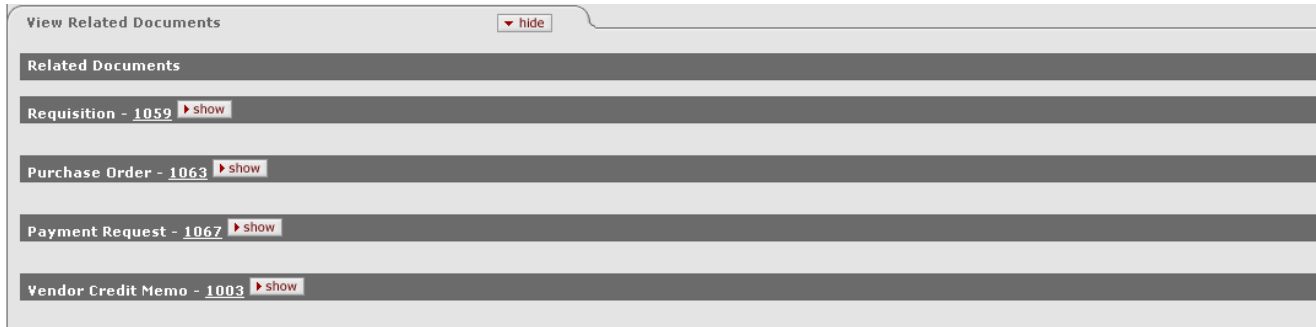 View Related Documents hide
Related Documents
Requisition - 1059 show
Purchase Order - 1063 show
Payment Request - 1067 show
Vendor Credit Memo - 1003 show